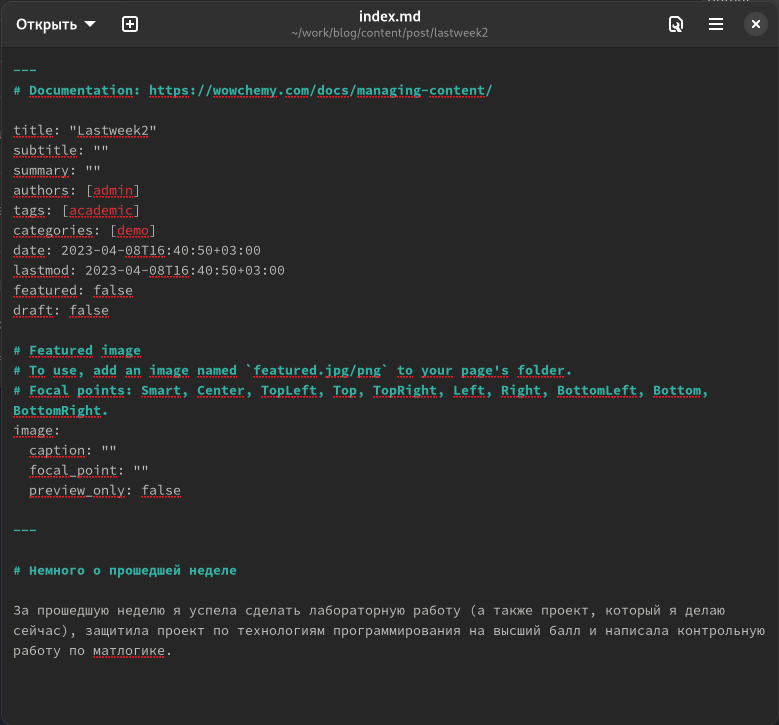 Открыть
index.md
~/work/blog/content/post/lastweek2
---
# Documentation: https://wowchemy.com/docs/managing-content/
title: "Lastweek2"
subtitle: ""
summary: ""
authors: [admin]
tags: [academic]
categories: [demo]
date: 2023-04-08T16:40:50+03:00
lastmod: 2023-04-08T16:40:50+03:00
featured: false
draft: false
# Featured image
# To use, add an image named `featured.jpg/png` to your page's folder.
# Focal points: Smart, Center, TopLeft, Top, TopRight, Left, Right, BottomLeft, Bottom,
BottomRight.
image:
  caption: ""
  focal_point: ""
  preview_only: false
---
# Немного о прошедшей неделе
За прошедшую неделю я успела сделать лабораторную работу (а также проект, который я делаю
сейчас), защитила проект по технологиям программирования на высший балл и написала контрольную
работу по матлогике.